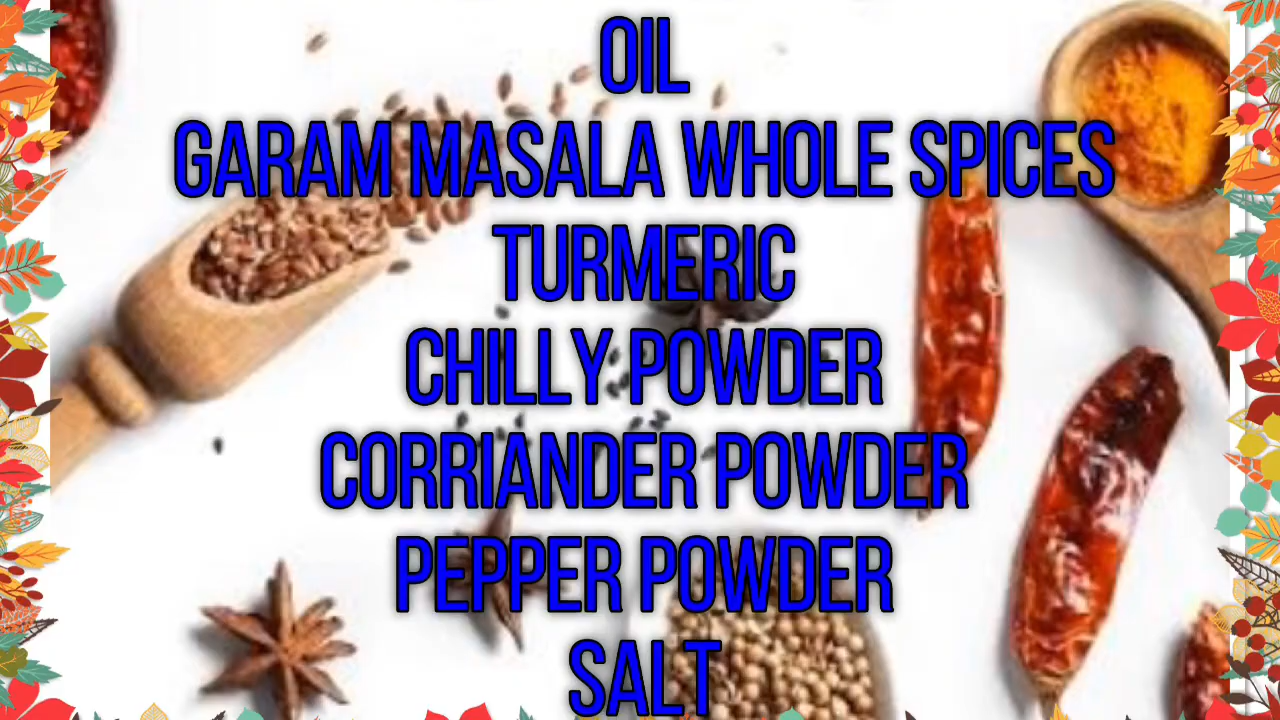 OIL
GARAM MASALA WHOLE SPICES
TURMERIC
CHILLY POWDER
CORRIANDER POWDER
PEPPER POWDER
SALT